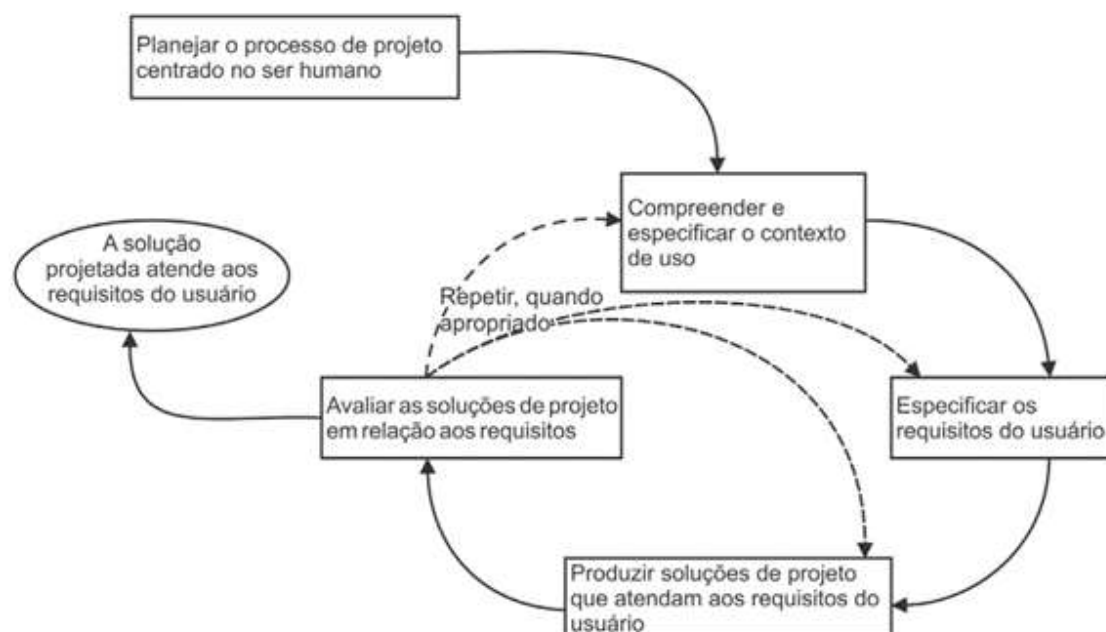 Planejar o processo de projeto
centrado no ser humano
Compreender e
especificar o contexto
de uso
A solução
projetada atende aos
requisitos do usuário
Repetir, quando
apropriado
Avaliar as soluções de projeto
em relação aos requisitos
Especificar os
requisitos do usuário
Produzir soluções de projeto
que atendam aos requisitos do
usuário